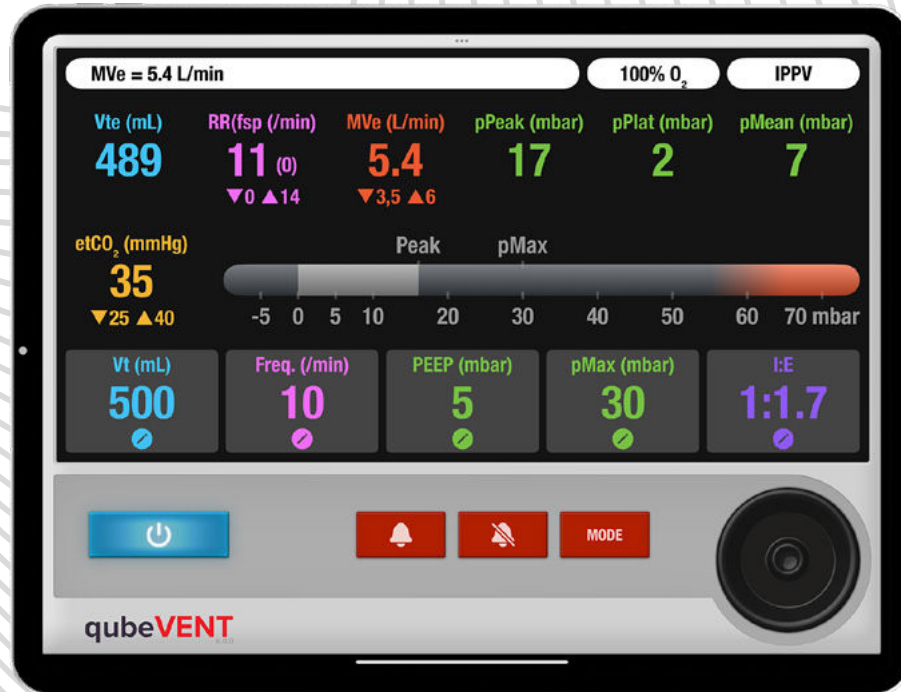 MVe = 5.4 L/min 100% O₂ IPPV
Vte (mL) RR(fsp (/min) MVe (L/min) pPeak (mbar) pPlat (mbar) pMean (mbar)
489 11 (0) 5.4 17 2 7
▼0 ▲14 ▼3,5 ▲6
etCO₂ (mmHg) Peak pMax
35
▼25 ▲40 -5 0 5 10 20 30 40 50 60 70 mbar
Vt (mL) Freq. (/min) PEEP (mbar) pMax (mbar) I:E
500 10 5 30 1:1.7
MODE
qubeVENT